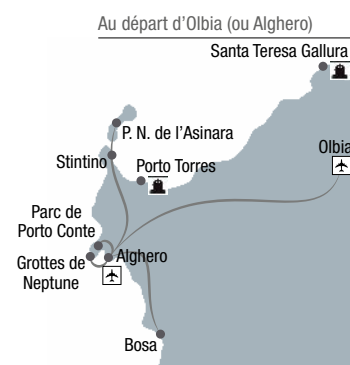 Au départ d’Olbia (ou Alghero)
Santa Teresa Gallura
P. N. de l’Asinara
Olbia
Stintino
Porto Torres
Parc de
Porto Conte
Alghero
Grottes de
Neptune
Bosa